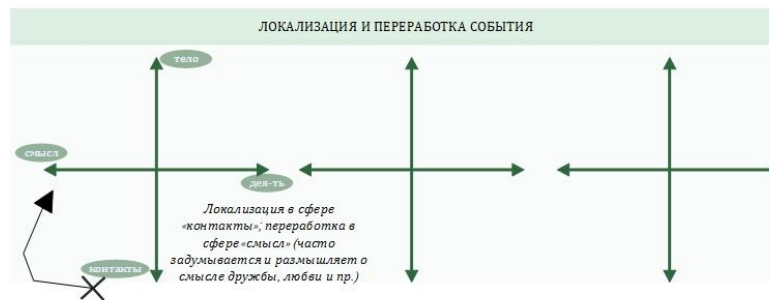 ЛОКАЛИЗАЦИЯ И ПЕРЕРАБОТКА СОБЫТИЯ
тело
смысл
дея-ть
Локализация в сфере
«контакты»; переработка в
сфере «смысл» (часто
задумывается и размышляет о
смысле дружбы, любви и пр.)
контакты